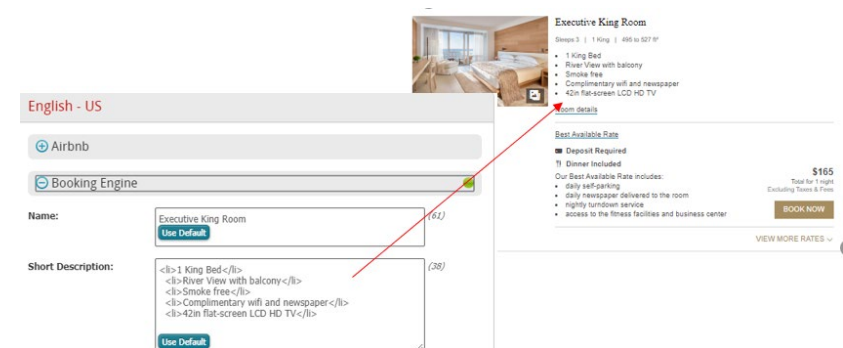 Executive King Room
Sleeps 3 | 1 King | 495 to 527 ft²
1 King Bed
River View with balcony
Smoke free
Complimentary wifi and newspaper
42in flat-screen LCD HD TV
room details
Best Available Rate
Deposit Required
Dinner Included
Our Best Available Rate includes:
daily self-parking
daily newspaper delivered to the room
nightly turndown service
access to the fitness facilities and business center
$165
Total for 1 night
Excluding Taxes & Fees
BOOK NOW
VIEW MORE RATES
English - US
Airbnb
Booking Engine
Name:
Executive King Room
(61)
Use Default
Short Description:
<li>1 King Bed</li>
(38)
<li>River View with balcony</li>
<li>Smoke free</li>
<li>Complimentary wifi and newspaper</li>
<li>42in flat-screen LCD HD TV</li>
Use Default